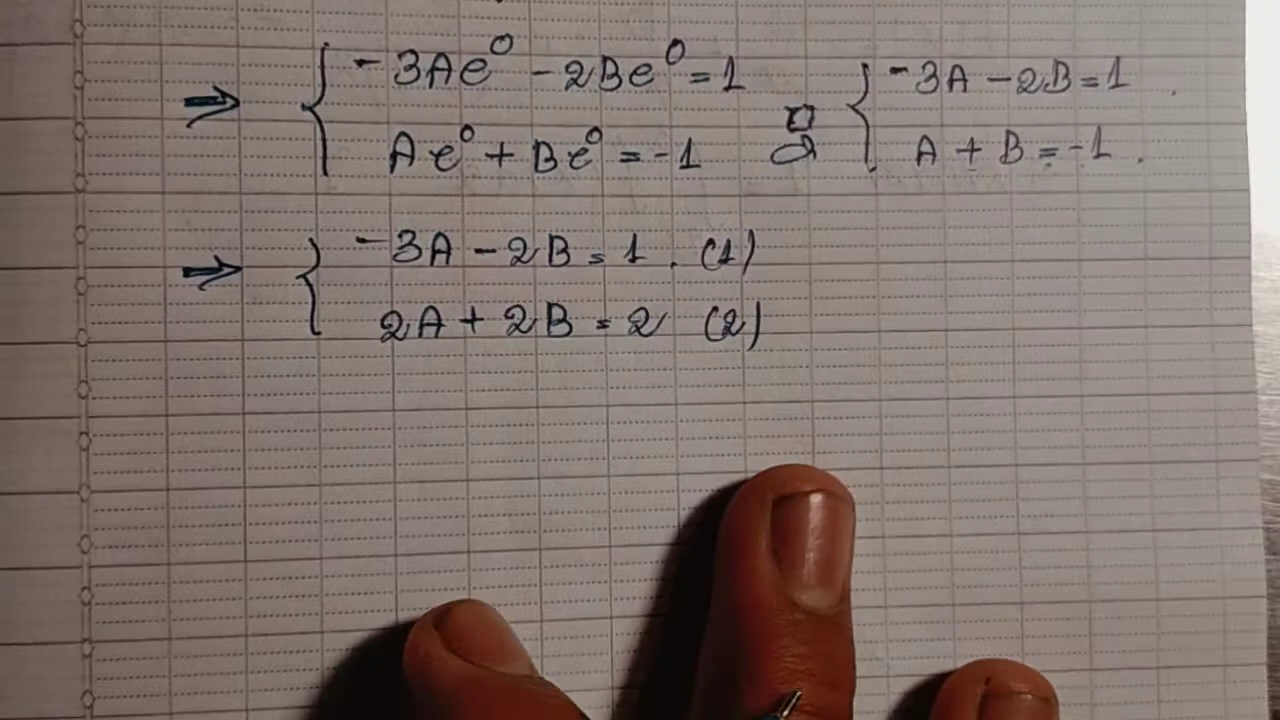 ⇒ { -3Ae⁰ - 2Be⁰ = 1 { -3A - 2B = 1 .
Ae⁰ + Be⁰ = -1 A + B = -1 .
⇒ { -3A - 2B = 1 . (1)
2A + 2B = 2 (2)